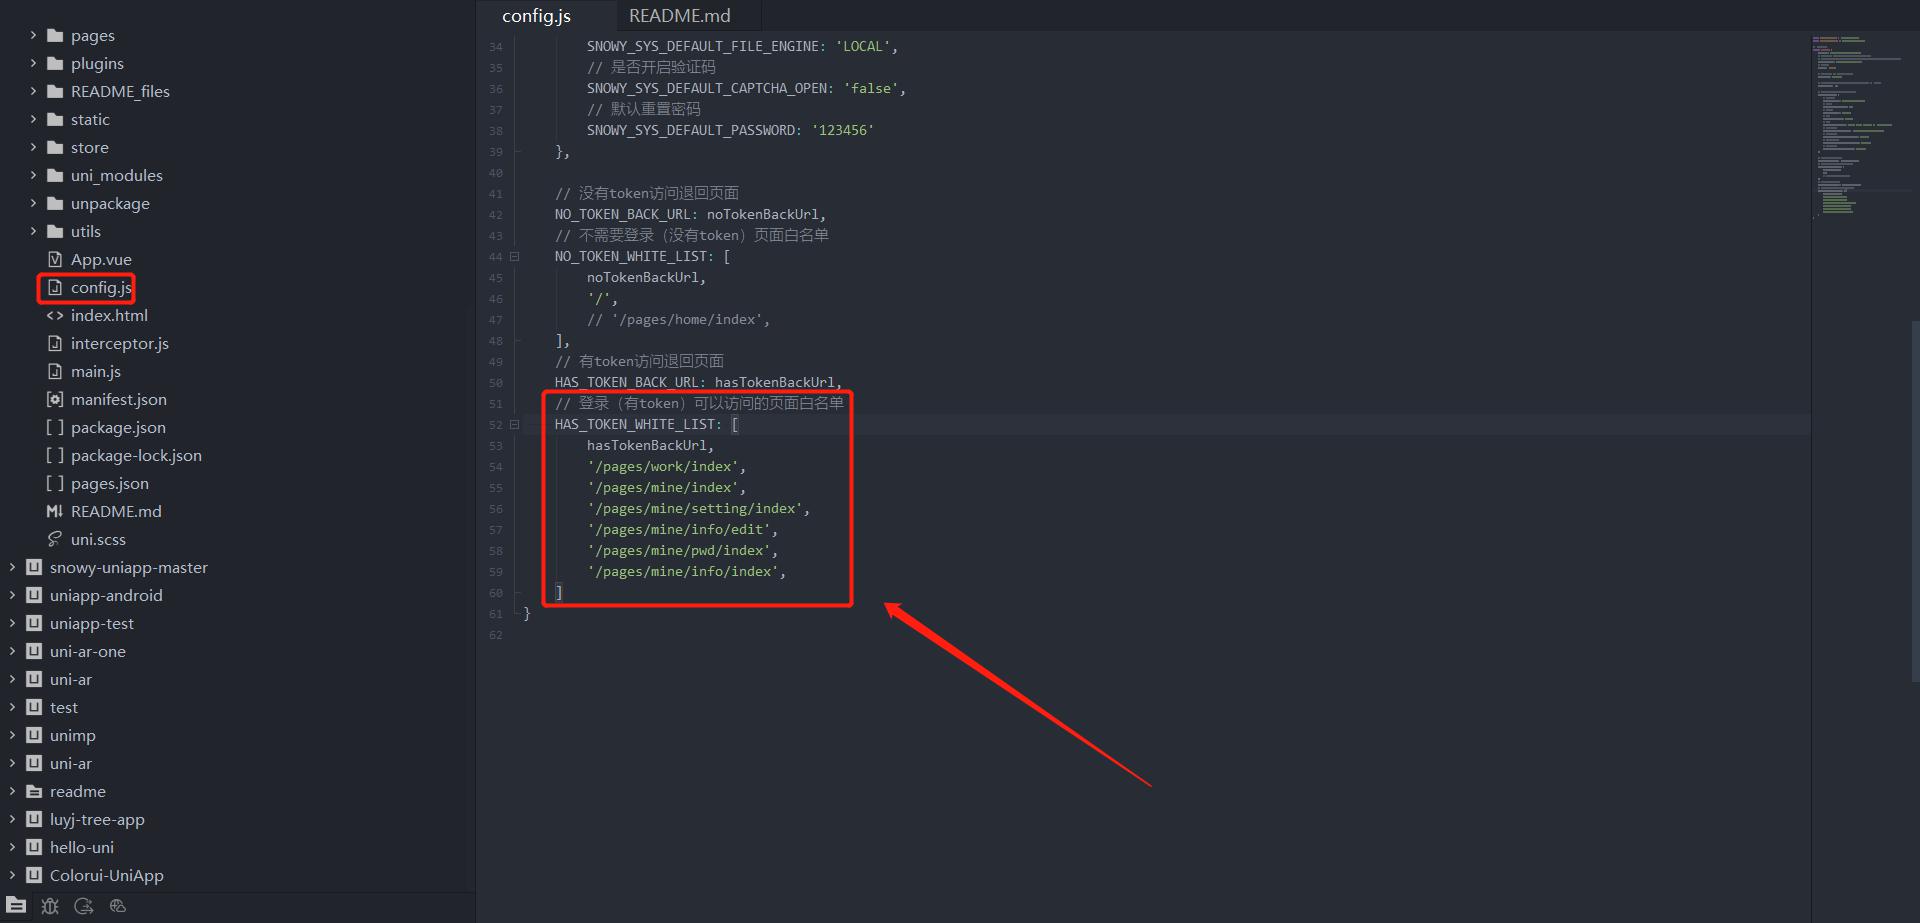 pages
plugins
README_files
static
store
uni_modules
unpackage
utils
App.vue
config.js
index.html
interceptor.js
main.js
manifest.json
package.json
package-lock.json
pages.json
README.md
uni.scss
snowy-uniapp-master
uniapp-android
uniapp-test
uni-ar-one
uni-ar
test
unimp
uni-ar
readme
luyj-tree-app
hello-uni
Colorui-UniApp
config.js README.md
34 SNOWY_SYS_DEFAULT_FILE_ENGINE: 'LOCAL',
35 // 是否开启验证码
36 SNOWY_SYS_DEFAULT_CAPTCHA_OPEN: 'false',
37 // 默认重置密码
38 SNOWY_SYS_DEFAULT_PASSWORD: '123456'
39 },
40
41 // 没有token访问退回页面
42 NO_TOKEN_BACK_URL: noTokenBackUrl,
43 // 不需要登录（没有token）页面白名单
44 NO_TOKEN_WHITE_LIST: [
45 noTokenBackUrl,
46 '/',
47 // '/pages/home/index',
48 ],
49 // 有token访问退回页面
50 HAS_TOKEN_BACK_URL: hasTokenBackUrl,
51 // 登录（有token）可以访问的页面白名单
52 HAS_TOKEN_WHITE_LIST: [
53 hasTokenBackUrl,
54 '/pages/work/index',
55 '/pages/mine/index',
56 '/pages/mine/setting/index',
57 '/pages/mine/info/edit',
58 '/pages/mine/pwd/index',
59 '/pages/mine/info/index',
60 ]
61 }
62